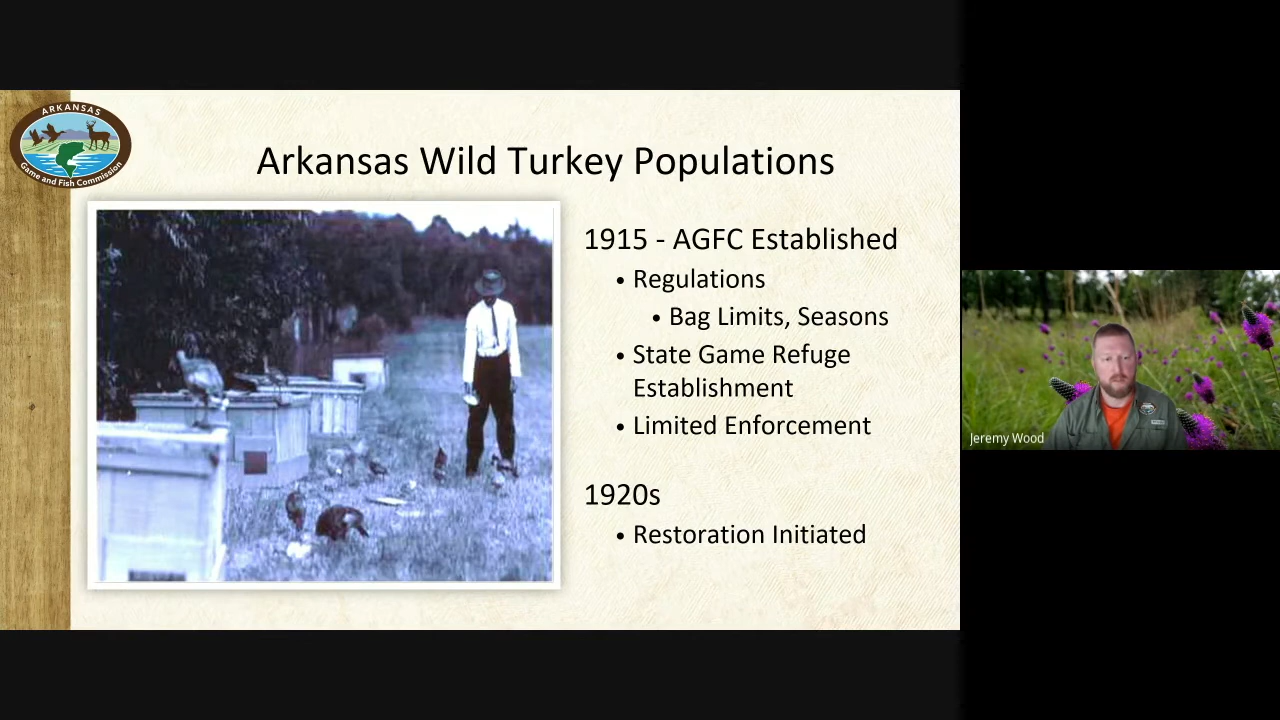 ARKANSAS
Game and Fish Commission
Arkansas Wild Turkey Populations
1915 - AGFC Established
• Regulations
• Bag Limits, Seasons
• State Game Refuge
Establishment
• Limited Enforcement
1920s
• Restoration Initiated
Jeremy Wood